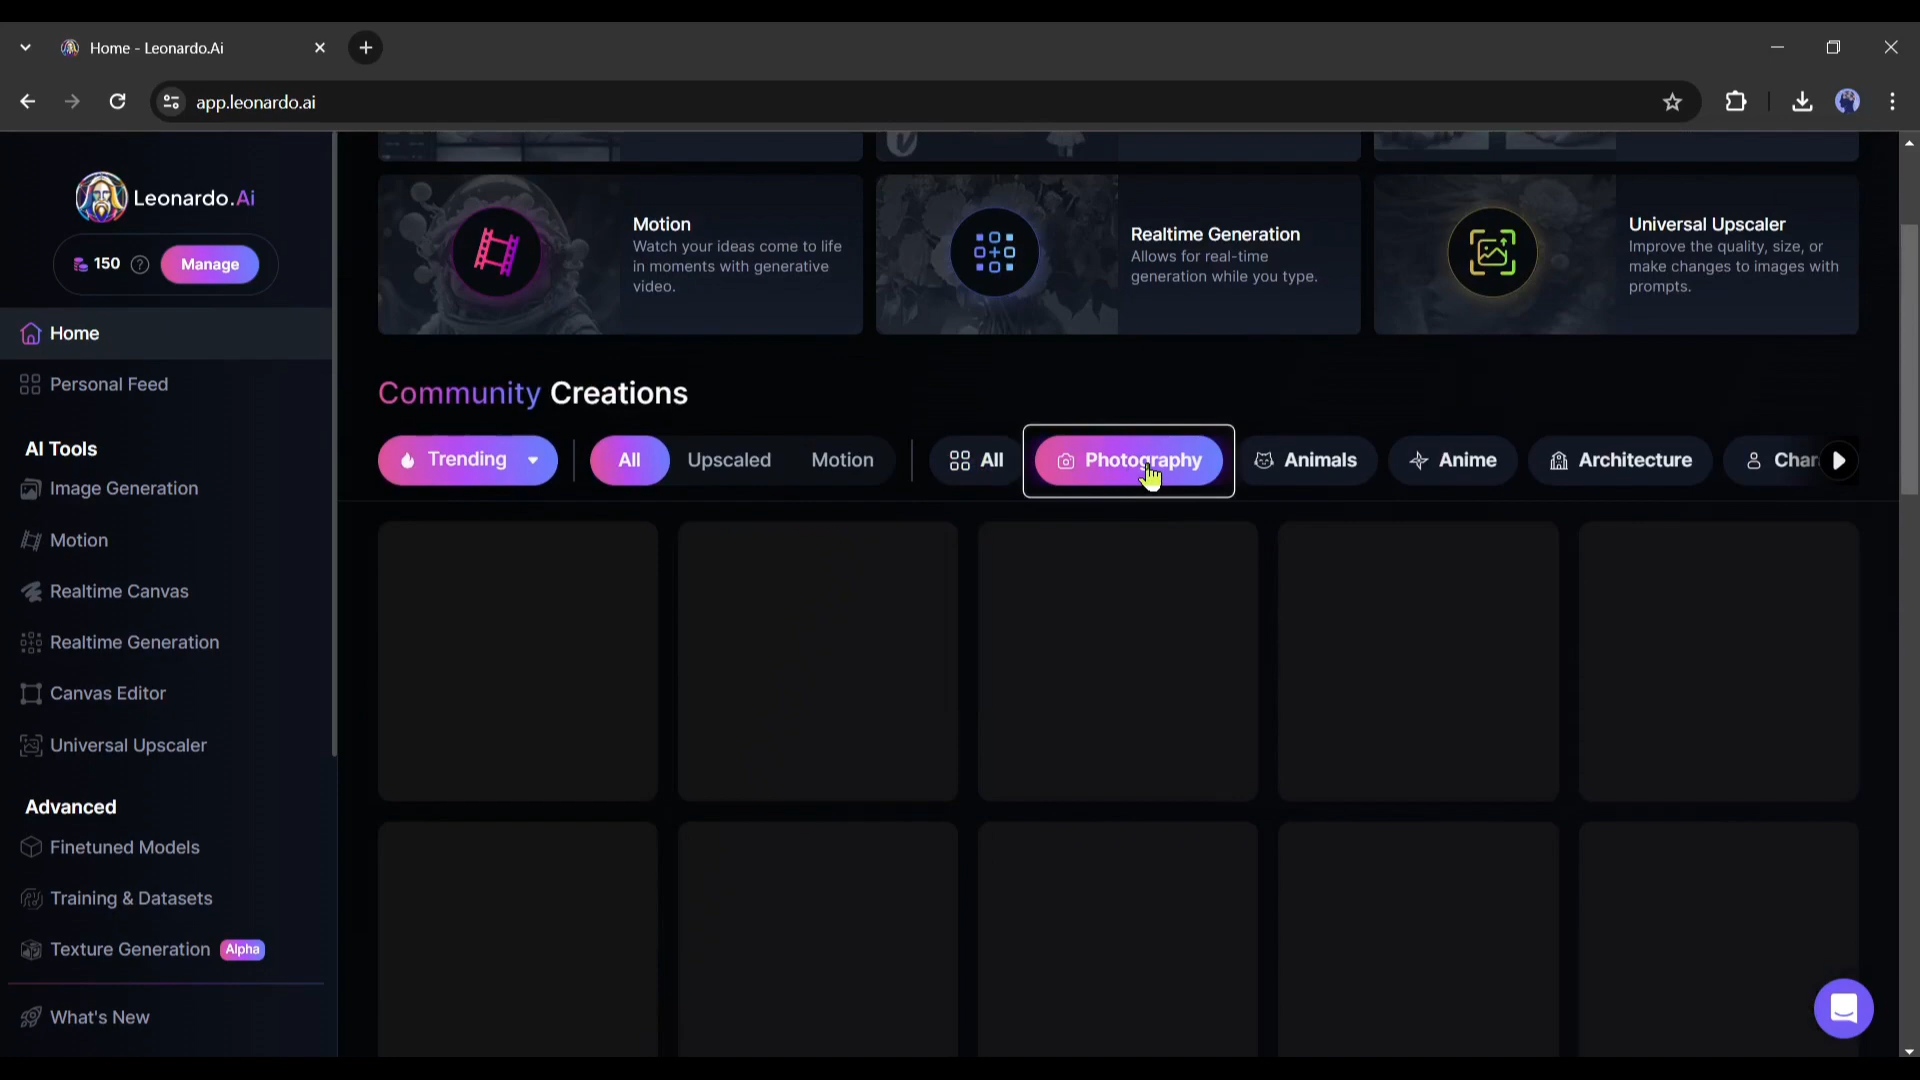 Home - Leonardo.Ai
app.leonardo.ai
Leonardo.Ai
150
Manage
Home
Personal Feed
AI Tools
Image Generation
Motion
Realtime Canvas
Realtime Generation
Canvas Editor
Universal Upscaler
Advanced
Finetuned Models
Training & Datasets
Texture Generation Alpha
What's New
Motion
Watch your ideas come to life
in moments with generative
video.
Realtime Generation
Allows for real-time
generation while you type.
Universal Upscaler
Improve the quality, size, or
make changes to images with
prompts.
Community Creations
Trending
All
Upscaled
Motion
All
Photography
Animals
Anime
Architecture
Char